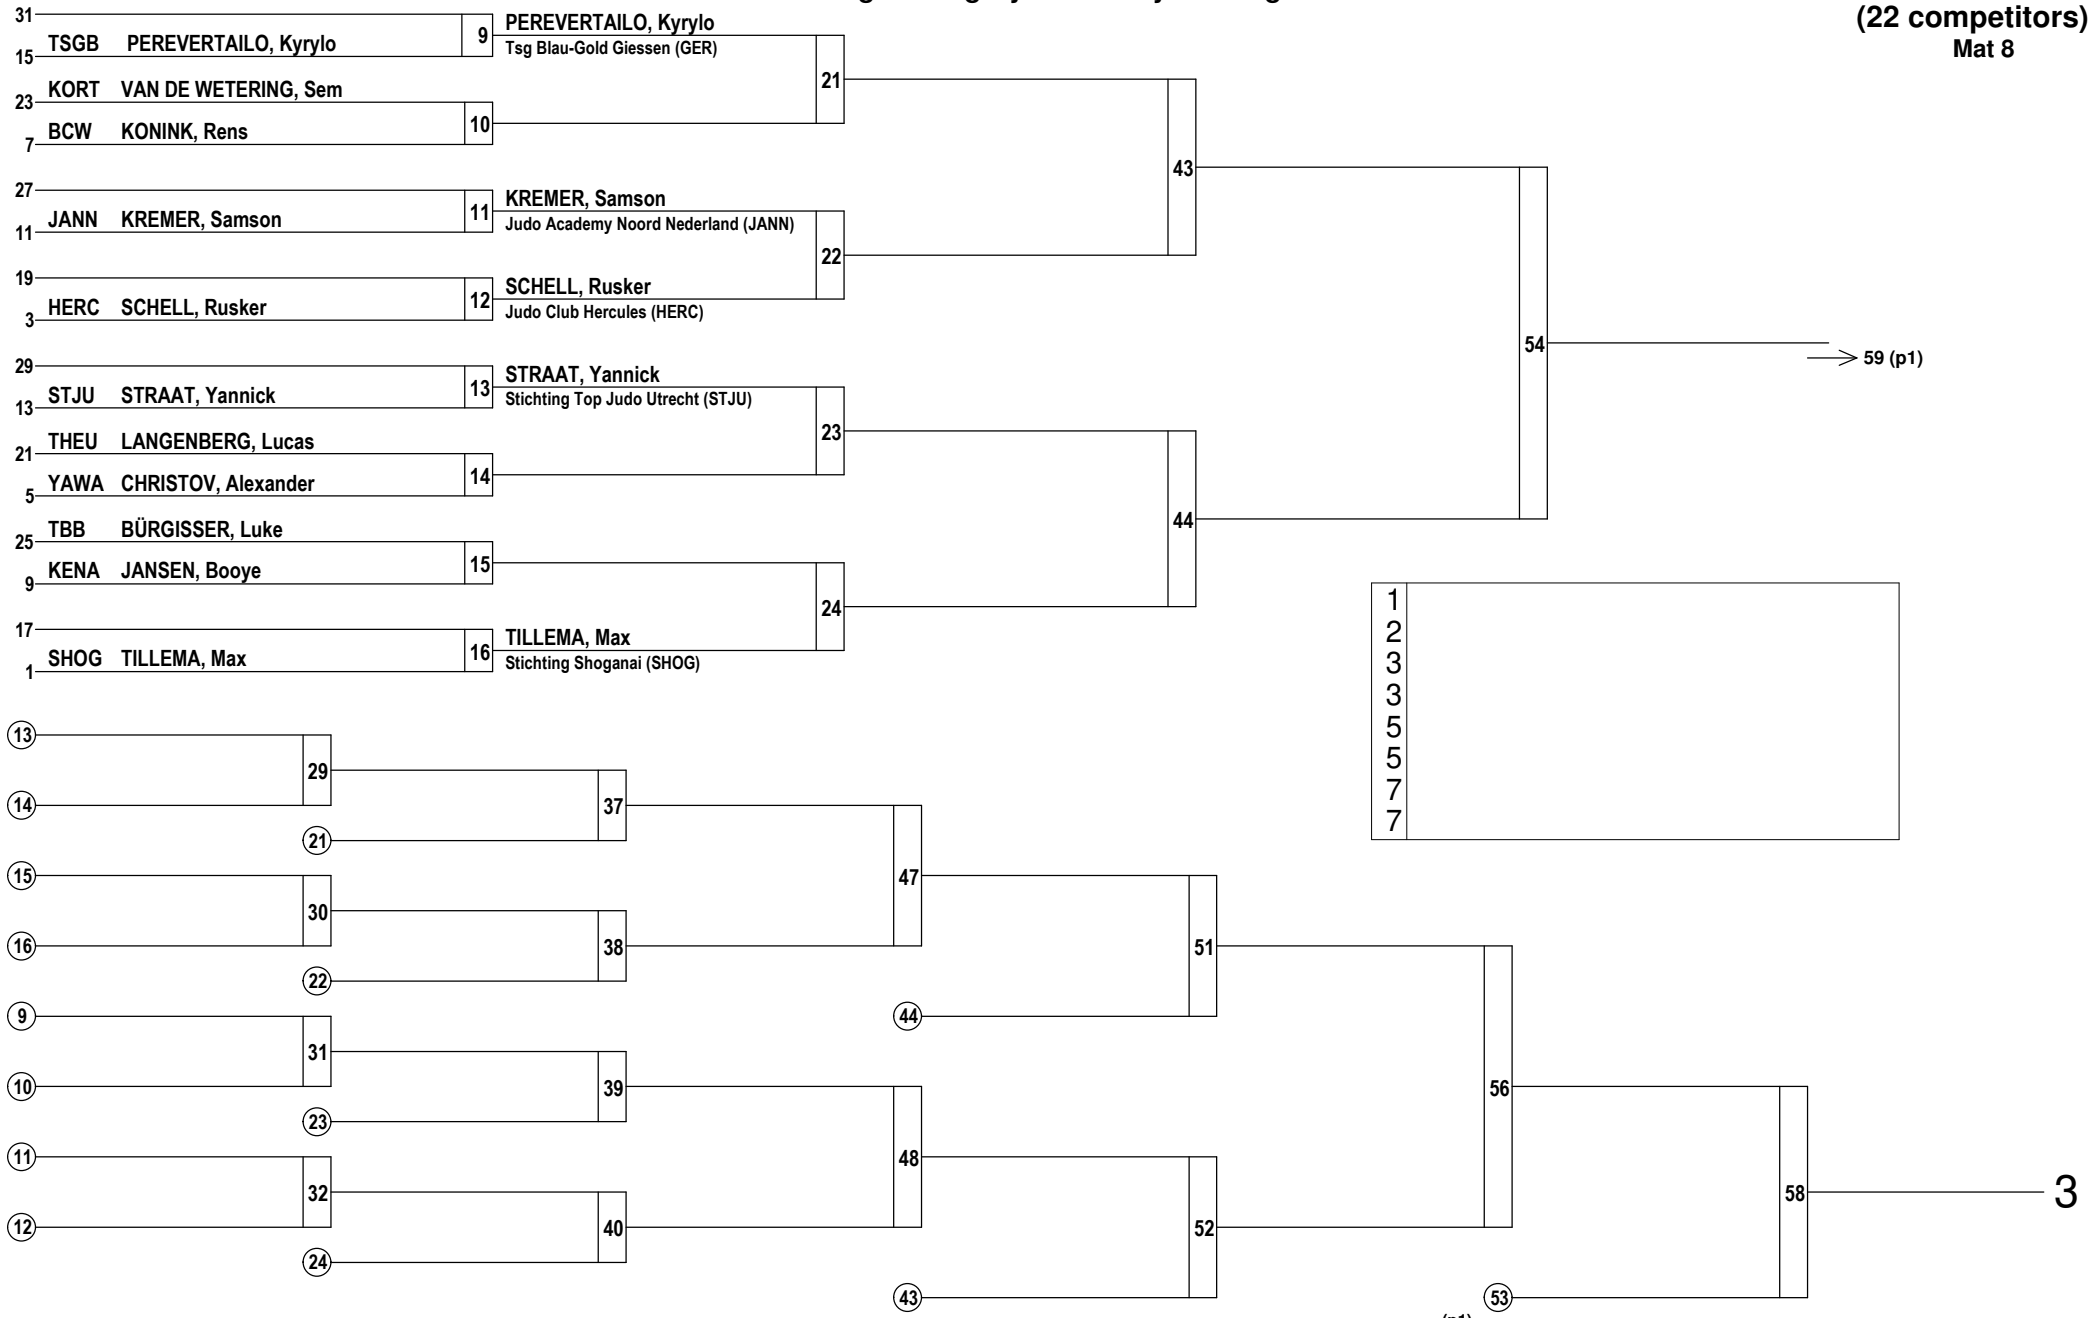 (22 competitors)
Mat 8
31
TSGB PEREVERTAILO, Kyrylo
15
9
PEREVERTAILO, Kyrylo
Tsg Blau-Gold Giessen (GER)
KORT VAN DE WETERING, Sem
23
BCW KONINK, Rens
7
10
21
27
JANN KREMER, Samson
11
11
KREMER, Samson
Judo Academy Noord Nederland (JANN)
19
HERC SCHELL, Rusker
3
12
SCHELL, Rusker
Judo Club Hercules (HERC)
22
43
29
STJU STRAAT, Yannick
13
13
STRAAT, Yannick
Stichting Top Judo Utrecht (STJU)
THEU LANGENBERG, Lucas
21
YAWA CHRISTOV, Alexander
5
14
23
TBB BÜRGISSER, Luke
25
KENA JANSEN, Booye
9
15
17
SHOG TILLEMA, Max
1
16
TILLEMA, Max
Stichting Shoganai (SHOG)
24
44
54
59 (p1)
1
2
3
3
5
5
7
7
13
14
29
21
37
15
16
30
22
38
47
44
51
9
10
31
23
39
11
12
32
24
40
48
43
52
56
53
58
3
(p1)